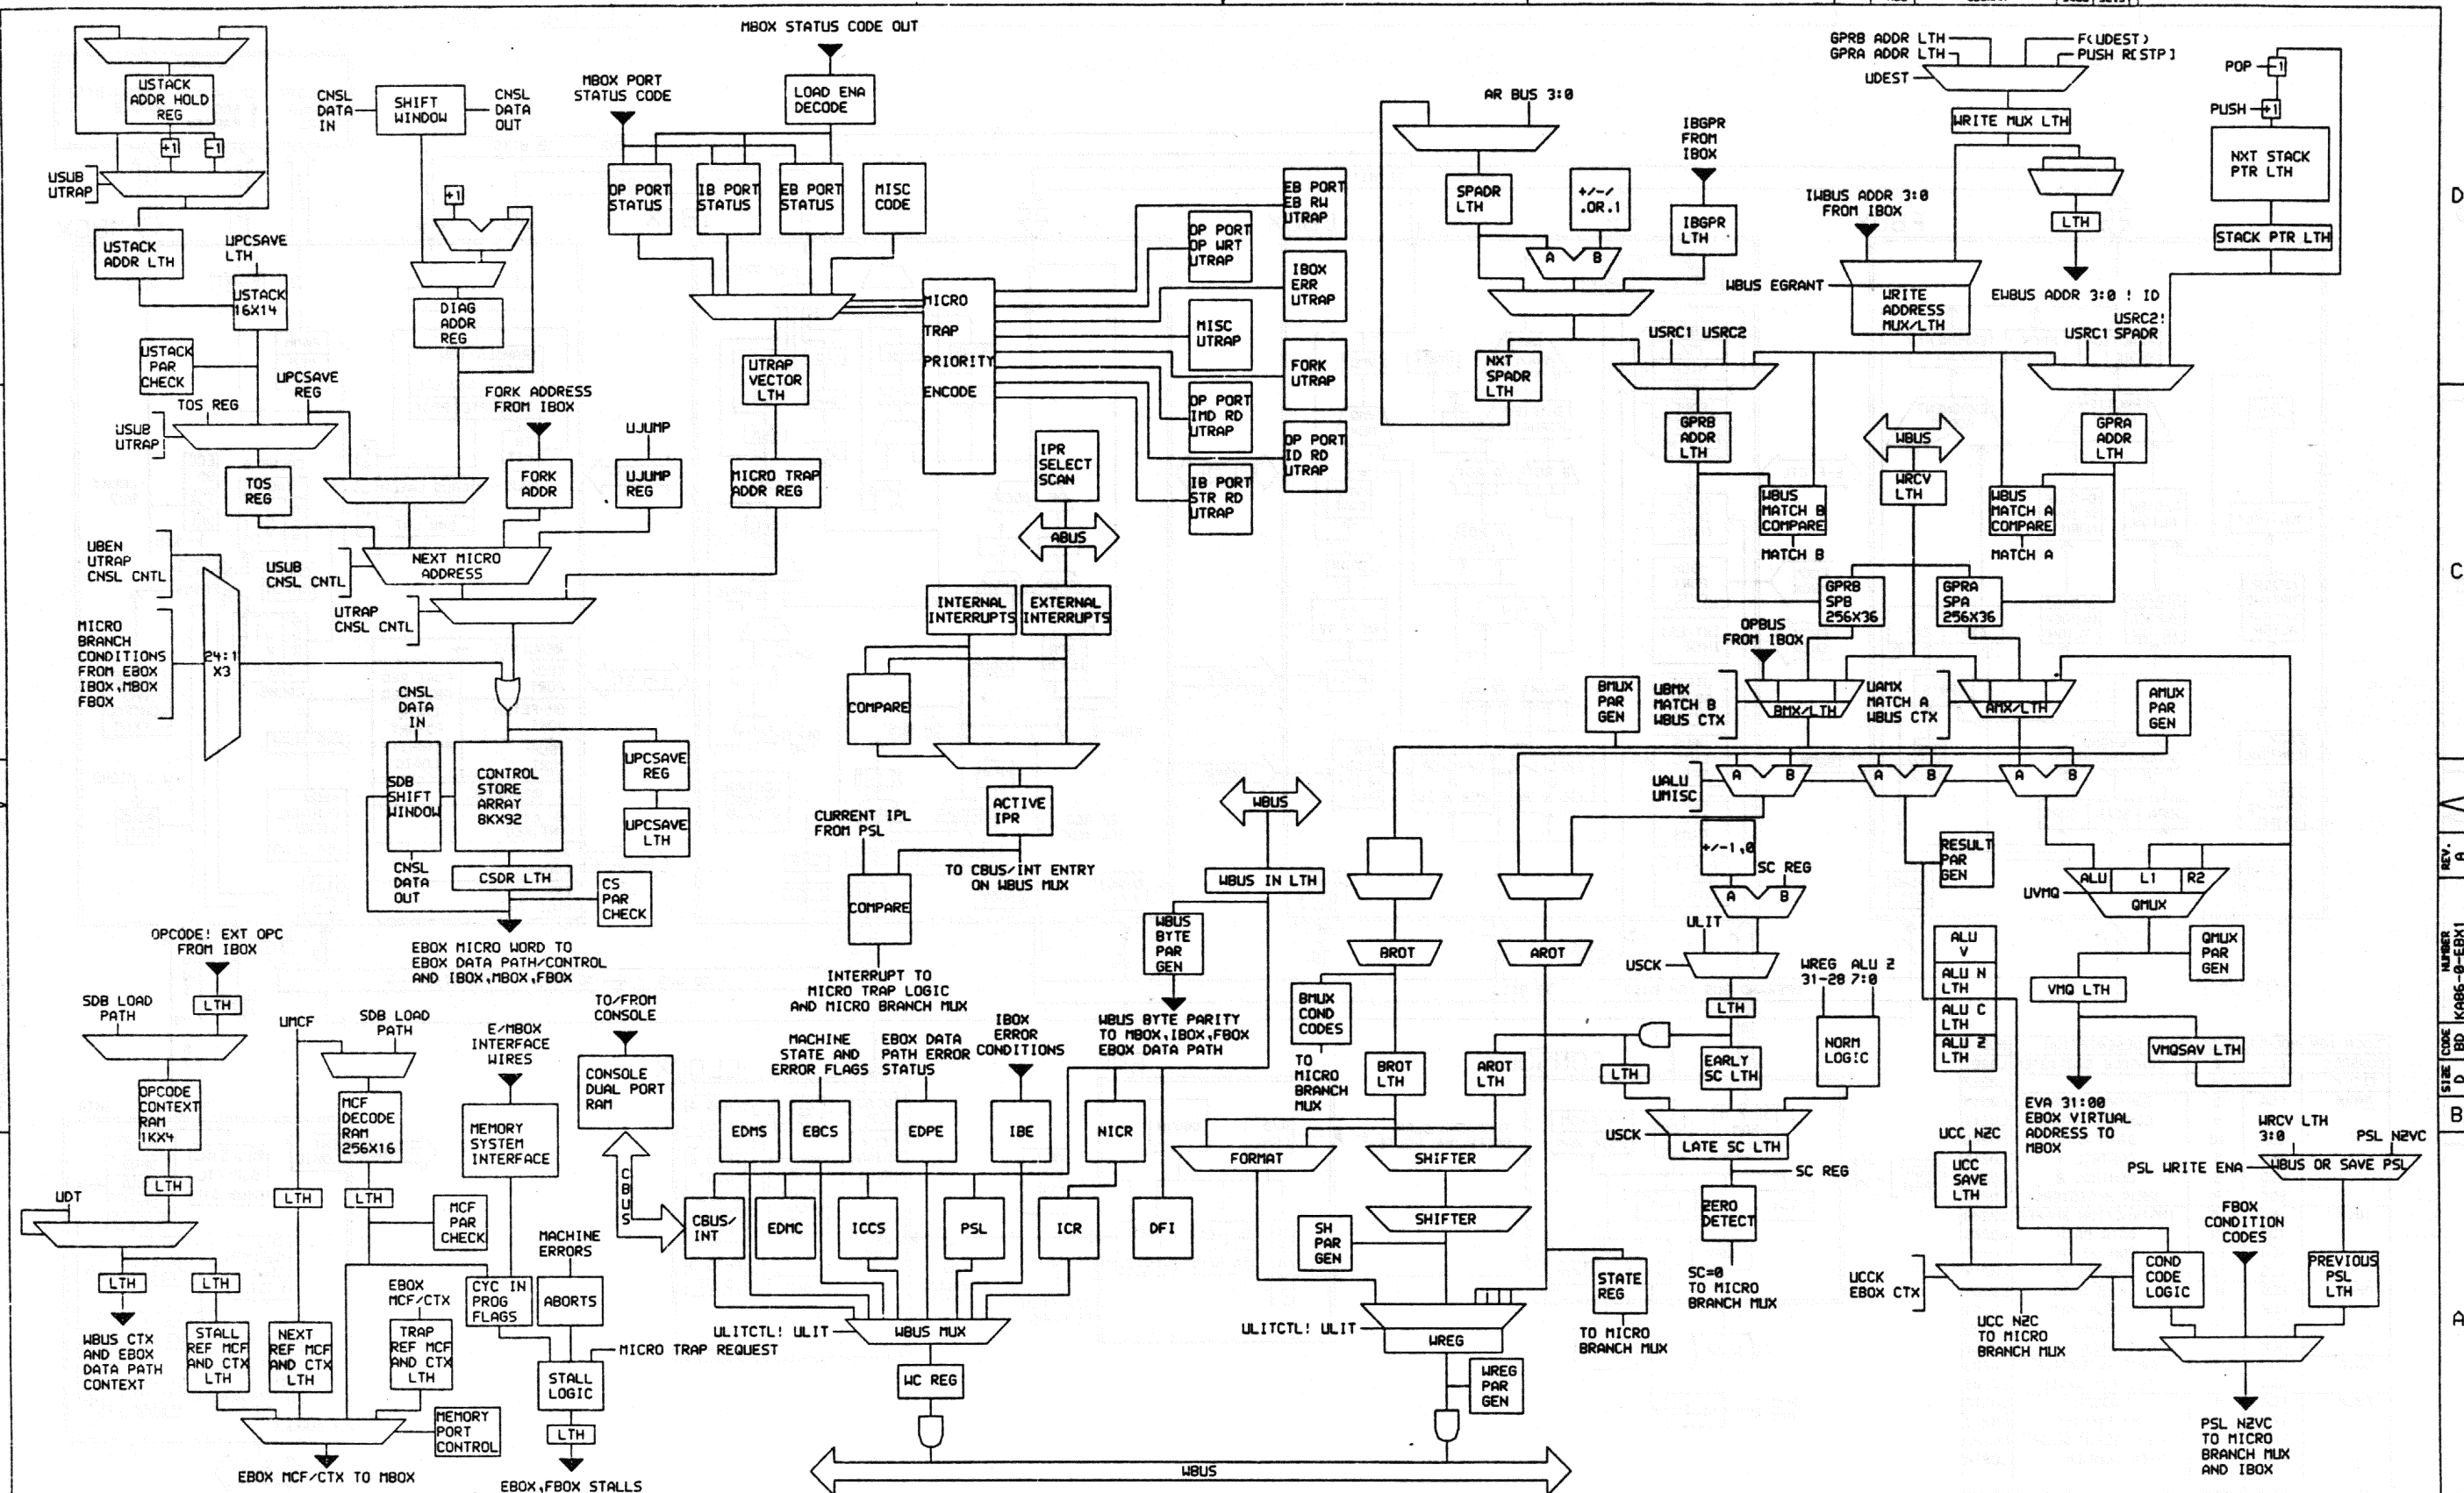 MBOX STATUS CODE OUT
USTACK
ADDR HOLD
REG
+1
-1
USUB
UTRAP
USTACK
ADDR LTH
UPCSAVE
LTH
USTACK
16X14
USTACK
PAR
CHECK
UPCSAVE
REG
TOS REG
USUB
UTRAP
TOS
REG
CNSL
DATA
IN
SHIFT
WINDOW
CNSL
DATA
OUT
+1
DIAG
ADDR
REG
FORK ADDRESS
FROM IBOX
FORK
ADDR
UJUMP
UJUMP
REG
MBOX PORT
STATUS CODE
LOAD ENA
DECODE
OP PORT
STATUS
IB PORT
STATUS
EB PORT
STATUS
MISC
CODE
UTRAP
VECTOR
LTH
MICRO TRAP
ADDR REG
MICRO
TRAP
PRIORITY
ENCODE
EB PORT
EB RW
UTRAP
OP PORT
OP WRT
UTRAP
IBOX
ERR
UTRAP
MISC
UTRAP
FORK
UTRAP
OP PORT
IMD RD
UTRAP
OP PORT
ID RD
UTRAP
IB PORT
STR RD
UTRAP
IPR
SELECT
SCAN
ABUS
INTERNAL
INTERRUPTS
EXTERNAL
INTERRUPTS
COMPARE
ACTIVE
IPR
CURRENT IPL
FROM PSL
TO CBUS/INT ENTRY
ON WBUS MUX
COMPARE
INTERRUPT TO
MICRO TRAP LOGIC
AND MICRO BRANCH MUX
UBEN
UTRAP
CNSL CNTL
USUB
CNSL CNTL
NEXT MICRO
ADDRESS
UTRAP
CNSL CNTL
MICRO
BRANCH
CONDITIONS
FROM EBOX
IBOX,MBOX
FBOX
24:1
X3
CNSL
DATA
IN
SDB
SHIFT
WINDOW
CNSL
DATA
OUT
CONTROL
STORE
ARRAY
8KX92
CSDR LTH
UPCSAVE
REG
UPCSAVE
LTH
CS
PAR
CHECK
EBOX MICRO WORD TO
EBOX DATA PATH/CONTROL
AND IBOX,MBOX,FBOX
OPCODE! EXT OPC
FROM IBOX
SDB LOAD
PATH
LTH
OPCODE
CONTEXT
RAM
1KX4
LTH
UDT
LTH
LTH
WBUS CTX
AND EBOX
DATA PATH
CONTEXT
STALL
REF MCF
AND CTX
LTH
UMCF
SDB LOAD
PATH
MCF
DECODE
RAM
256X16
LTH
LTH
MCF
PAR
CHECK
NEXT
REF MCF
AND CTX
LTH
EBOX
MCF/CTX
TRAP
REF MCF
AND CTX
LTH
MEMORY
PORT
CONTROL
EBOX MCF/CTX TO MBOX
E/MBOX
INTERFACE
WIRES
MEMORY
SYSTEM
INTERFACE
CYC IN
PROG
FLAGS
MACHINE
ERRORS
ABORTS
MICRO TRAP REQUEST
STALL
LOGIC
LTH
EBOX,FBOX STALLS
TO/FROM
CONSOLE
CONSOLE
DUAL PORT
RAM
CBUS
MACHINE
STATE AND
ERROR FLAGS
EBOX DATA
PATH ERROR
STATUS
IBOX
ERROR
CONDITIONS
EDMS
EBCS
EDPE
IBE
NICR
CBUS/
INT
EDMC
ICCS
PSL
ICR
DFI
ULITCTL! ULIT
WBUS MUX
WC REG
WBUS
WBUS
WBUS IN LTH
WBUS
BYTE
PAR
GEN
WBUS BYTE PARITY
TO MBOX,IBOX,FBOX
EBOX DATA PATH
AR BUS 3:0
SPADR
LTH
+/-/
.OR.1
A B
IBGPR
FROM
IBOX
IBGPR
LTH
NXT
SPADR
LTH
USRC1 USRC2
GPRB
ADDR
LTH
GPRB ADDR LTH
GPRA ADDR LTH
UDEST
F(UDEST)
PUSH R[STP]
WRITE MUX LTH
LTH
EWBUS ADDR 3:0 ! ID
IWBUS ADDR 3:0
FROM IBOX
WBUS EGRANT
WRITE
ADDRESS
MUX/LTH
POP
-1
PUSH
+1
NXT STACK
PTR LTH
STACK PTR LTH
USRC1
USRC2!
SPADR
GPRA
ADDR
LTH
WBUS
WRCV
LTH
WBUS
MATCH B
COMPARE
MATCH B
WBUS
MATCH A
COMPARE
MATCH A
GPRB
SPB
256X36
GPRA
SPA
256X36
OPBUS
FROM IBOX
BMUX
PAR
GEN
UBMX
MATCH B
WBUS CTX
BMX/LTH
UAMX
MATCH A
WBUS CTX
AMX/LTH
AMUX
PAR
GEN
UALU
UMISC
A B
A B
A B
BROT
AROT
BMUX
COND
CODES
TO
MICRO
BRANCH
MUX
BROT
LTH
AROT
LTH
FORMAT
SHIFTER
SHIFTER
SH
PAR
GEN
ULITCTL! ULIT
WREG
WREG
PAR
GEN
STATE
REG
TO MICRO
BRANCH MUX
+/-1,0
SC REG
A B
ULIT
USCK
LTH
WREG ALU Z
31-28 7:0
NORM
LOGIC
EARLY
SC LTH
LTH
USCK
LATE SC LTH
SC REG
ZERO
DETECT
SC=0
TO MICRO
BRANCH MUX
RESULT
PAR
GEN
ALU
V
ALU N
LTH
ALU C
LTH
ALU Z
LTH
UVMQ
ALU L1 R2
QMUX
QMUX
PAR
GEN
VMQ LTH
VMQSAV LTH
EVA 31:00
EBOX VIRTUAL
ADDRESS TO
MBOX
UCC NZC
UCC
SAVE
LTH
UCCK
EBOX CTX
UCC NZC
TO MICRO
BRANCH MUX
COND
CODE
LOGIC
FBOX
CONDITION
CODES
WRCV LTH
3:0
PSL NZVC
PSL WRITE ENA
WBUS OR SAVE PSL
PREVIOUS
PSL
LTH
PSL NZVC
TO MICRO
BRANCH MUX
AND IBOX
D
C
B
A
REV.
A
NUMBER
KA86-0-EBX1
CODE
BD
SIZE
D